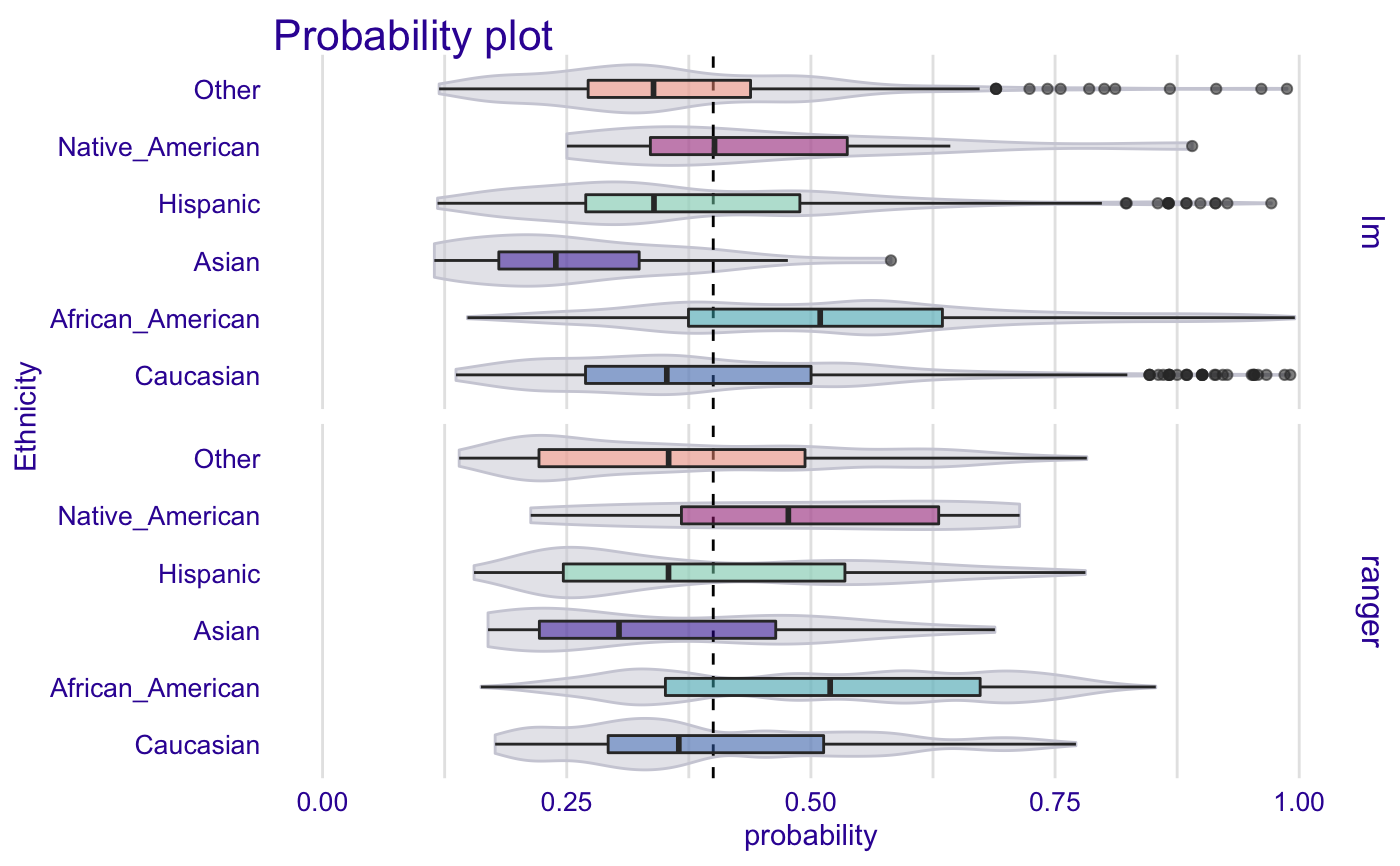 Probability plot
Other
Native_American
Hispanic
Asian
African_American
Caucasian
lm
Ethnicity
Other
Native_American
Hispanic
Asian
African_American
Caucasian
ranger
0.00 0.25 0.50 0.75 1.00
probability